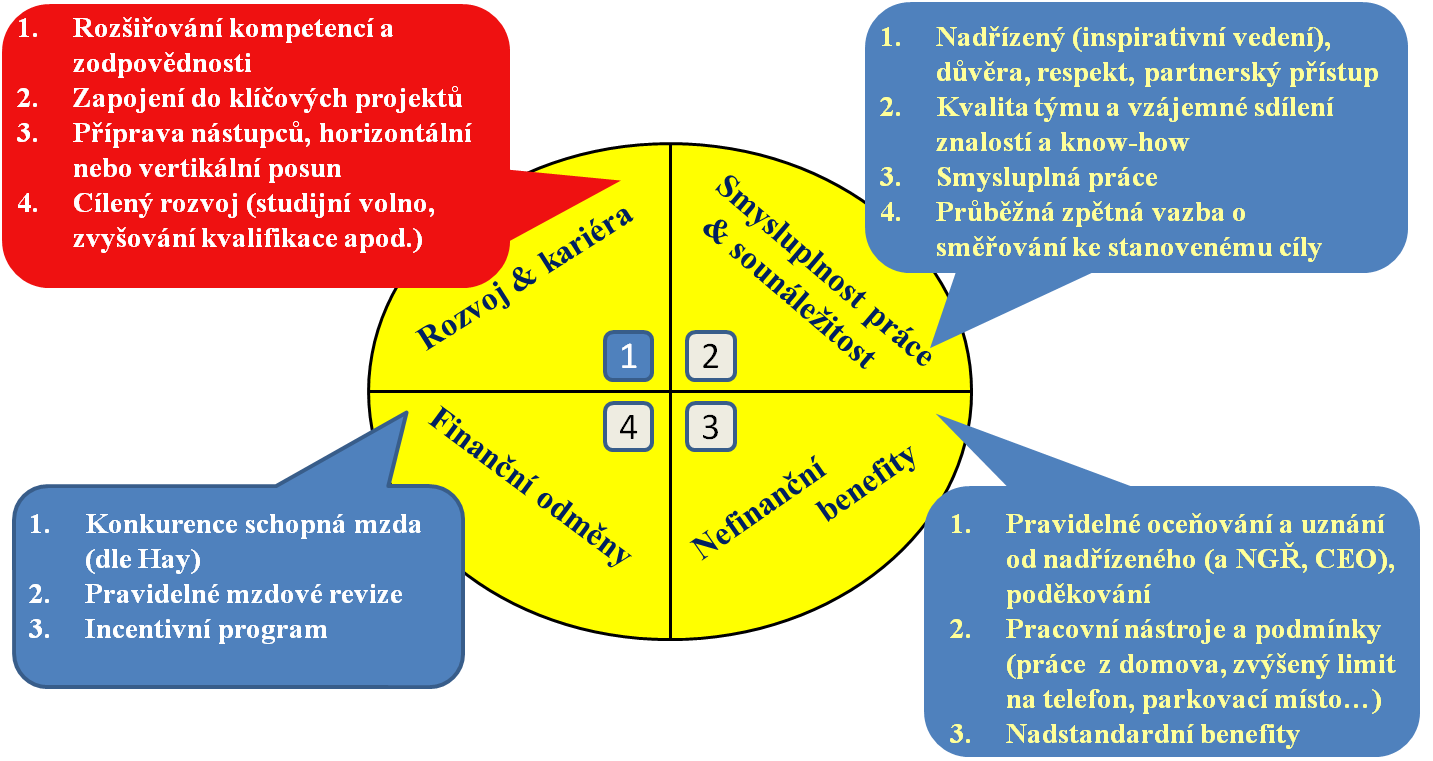 1. Rozšiřování kompetencí a
zodpovědnosti
2. Zapojení do klíčových projektů
3. Příprava nástupců, horizontální
nebo vertikální posun
4. Cílený rozvoj (studijní volno,
zvyšování kvalifikace apod.)
1. Nadřízený (inspirativní vedení),
důvěra, respekt, partnerský přístup
2. Kvalita týmu a vzájemné sdílení
znalostí a know-how
3. Smysluplná práce
4. Průběžná zpětná vazba o
směřování ke stanovenému cíly
Rozvoj & kariéra
1
Smysluplnost práce
& sounáležitost
2
Finanční odměny
4
Nefinanční
benefity
3
1. Konkurence schopná mzda
(dle Hay)
2. Pravidelné mzdové revize
3. Incentivní program
1. Pravidelné oceňování a uznání
od nadřízeného (a NGŘ, CEO),
poděkování
2. Pracovní nástroje a podmínky
(práce z domova, zvýšený limit
na telefon, parkovací místo…)
3. Nadstandardní benefity